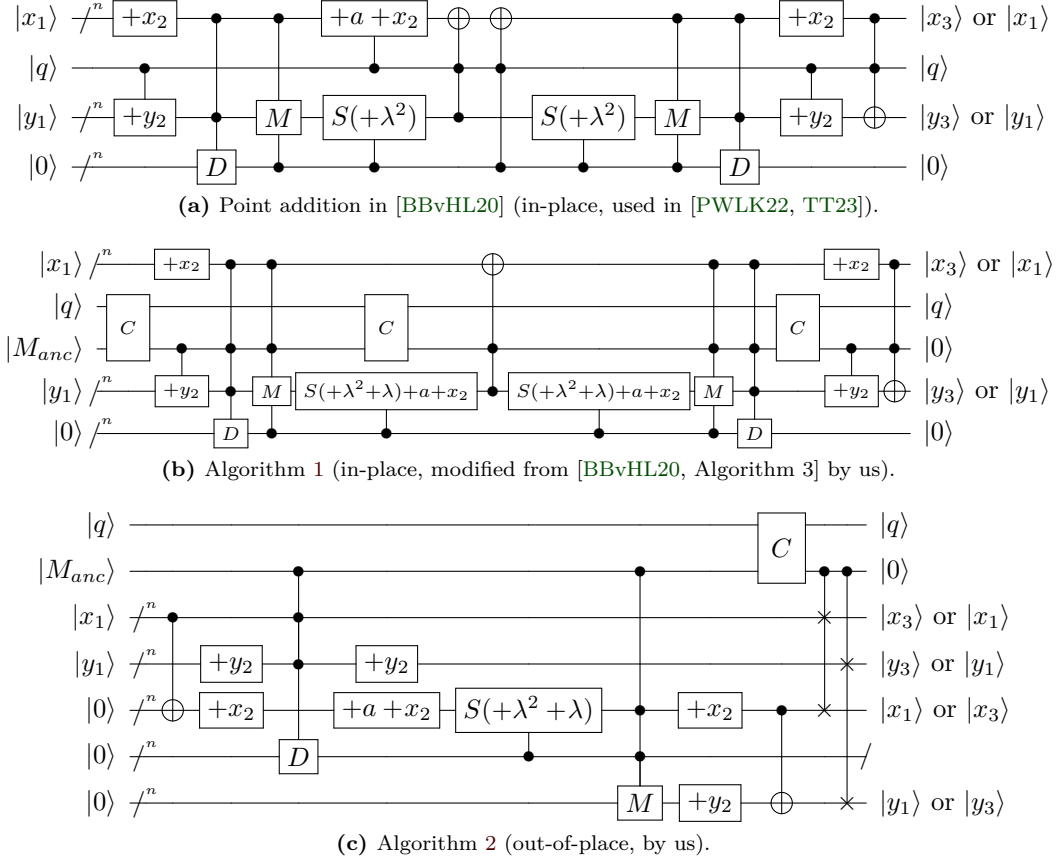 |x₁⟩ n +x₂ +a +x₂ +x₂ |x₃⟩ or |x₁⟩
|q⟩ |q⟩
|y₁⟩ n +y₂ M S(+λ²) S(+λ²) M +y₂ |y₃⟩ or |y₁⟩
|0⟩ n D D |0⟩
(a) Point addition in [BBvHL20] (in-place, used in [PWLK22, TT23]).
|x₁⟩ n +x₂ +x₂ |x₃⟩ or |x₁⟩
|q⟩ C C C |q⟩
|M_anc⟩ |0⟩
|y₁⟩ n +y₂ M S(+λ²+λ)+a+x₂ S(+λ²+λ)+a+x₂ M +y₂ |y₃⟩ or |y₁⟩
|0⟩ n D D |0⟩
(b) Algorithm 1 (in-place, modified from [BBvHL20, Algorithm 3] by us).
|q⟩ C |q⟩
|M_anc⟩ |0⟩
|x₁⟩ n |x₃⟩ or |x₁⟩
|y₁⟩ n +y₂ +y₂ |y₃⟩ or |y₁⟩
|0⟩ n +x₂ +a +x₂ S(+λ² +λ) +x₂ |x₁⟩ or |x₃⟩
|0⟩ n D
|0⟩ n M +y₂ |y₁⟩ or |y₃⟩
(c) Algorithm 2 (out-of-place, by us).